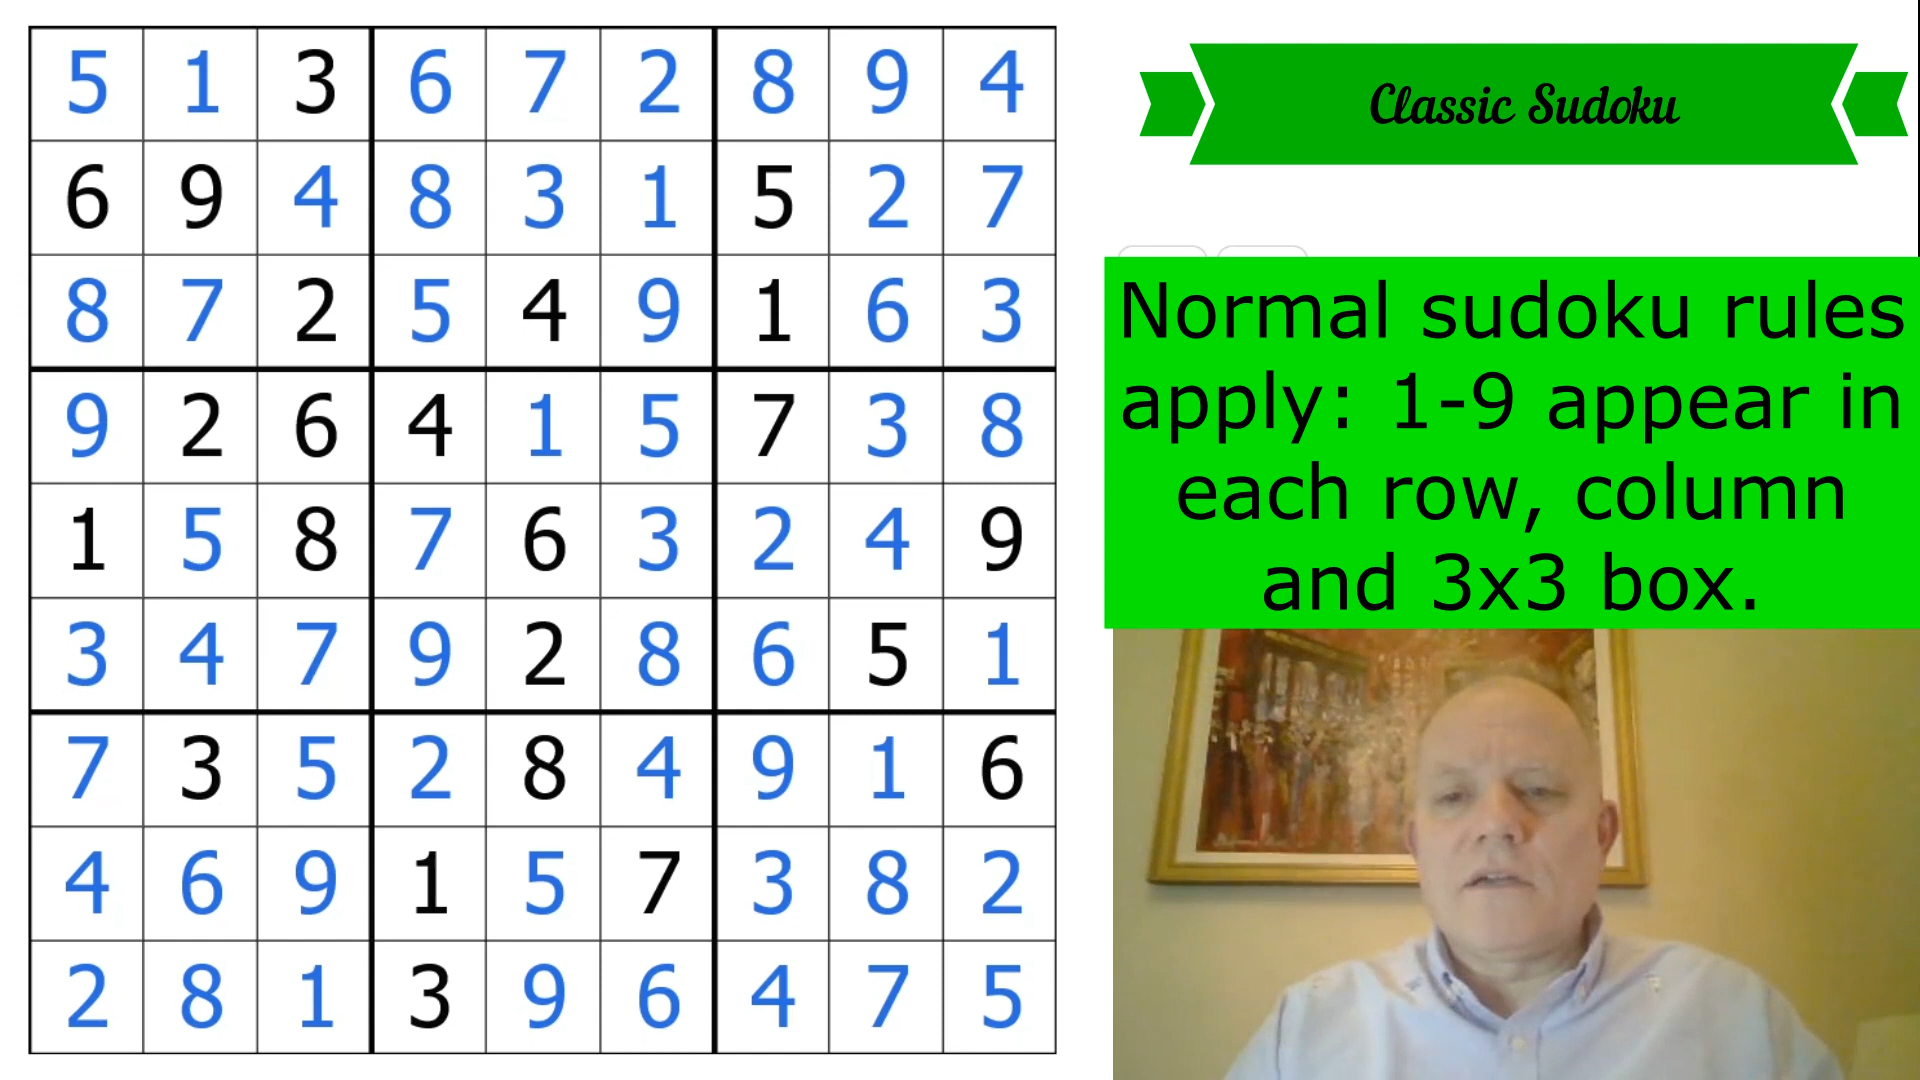 5 1 3 6 7 2 8 9 4
6 9 4 8 3 1 5 2 7
8 7 2 5 4 9 1 6 3
9 2 6 4 1 5 7 3 8
1 5 8 7 6 3 2 4 9
3 4 7 9 2 8 6 5 1
7 3 5 2 8 4 9 1 6
4 6 9 1 5 7 3 8 2
2 8 1 3 9 6 4 7 5
Classic Sudoku
Normal sudoku rules
apply: 1-9 appear in
each row, column
and 3x3 box.